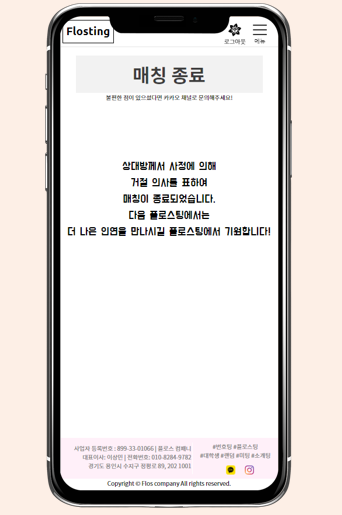 Flosting
로그아웃 메뉴
매칭 종료
불편한 점이 있으셨다면 카카오 채널로 문의해주세요!
상대방께서 사정에 의해
거절 의사를 표하여
매칭이 종료되었습니다.
다음 플로스팅에서는
더 나은 인연을 만나시길 플로스팅에서 기원합니다!
사업자 등록번호 : 899-33-01066 | 플로스 컴퍼니
대표이사: 이상민 | 전화번호: 010-8284-9782
경기도 용인시 수지구 정평로 89, 202 1001
#번호팅 #플로스팅
#대학생 #랜덤 #미팅 #소개팅
Copyright © Flos company All rights reserved.